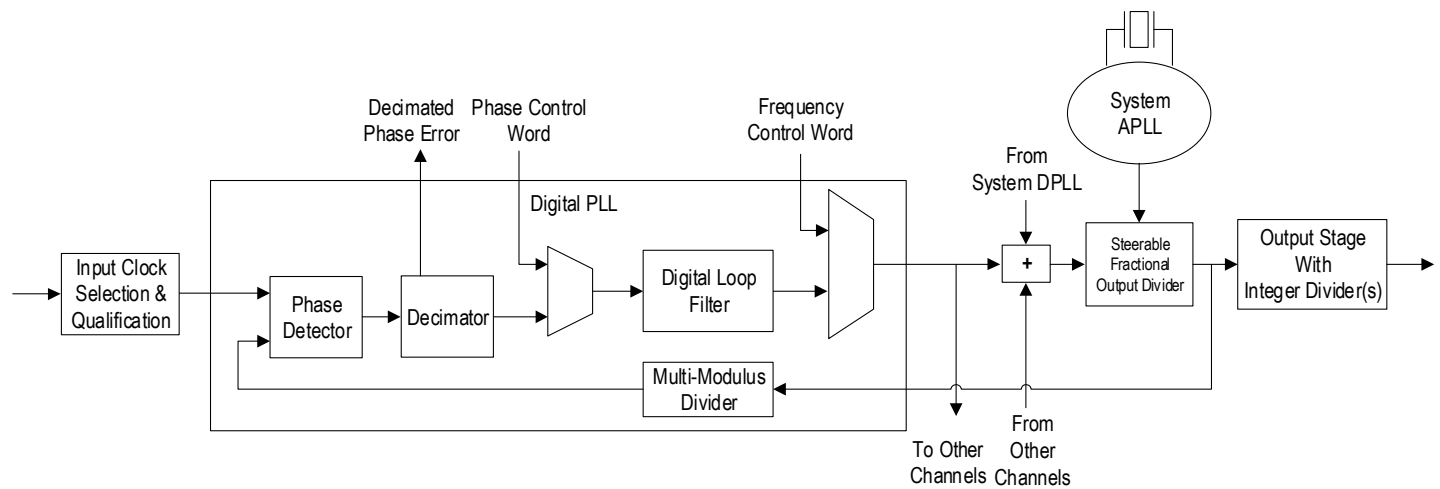 System
APLL
Decimated
Phase Error
Phase Control
Word
Frequency
Control Word
From
System DPLL
Digital PLL
Input Clock
Selection &
Qualification
Phase
Detector
Decimator
Digital Loop
Filter
+
Steerable
Fractional
Output Divider
Output Stage
With
Integer Divider(s)
Multi-Modulus
Divider
To Other
Channels
From
Other
Channels